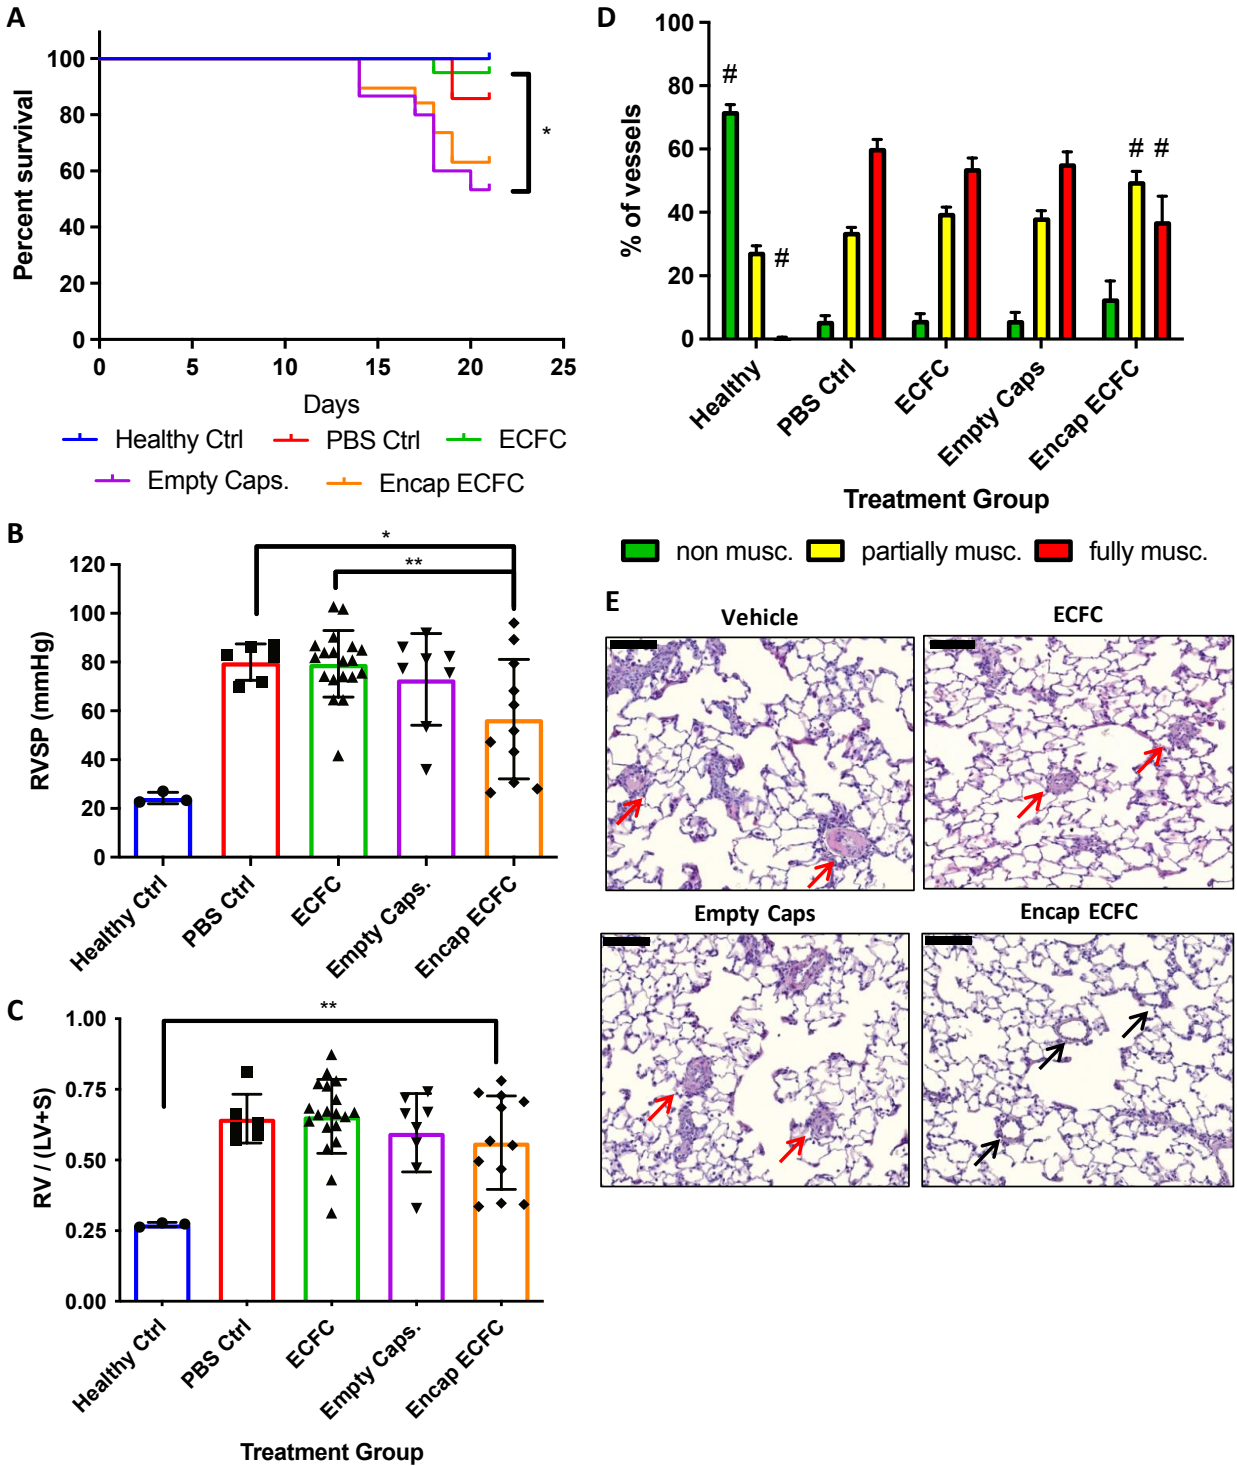 A
Percent survival
100
80
60
40
20
0
0 5 10 15 20 25
*
Days
Healthy Ctrl PBS Ctrl ECFC
Empty Caps. Encap ECFC
B
RVSP (mmHg)
120
100
80
60
40
20
0
*
**
Healthy Ctrl
PBS Ctrl
ECFC
Empty Caps.
Encap ECFC
C
RV / (LV+S)
1.00
0.75
0.50
0.25
0.00
**
Healthy Ctrl
PBS Ctrl
ECFC
Empty Caps.
Encap ECFC
Treatment Group
D
% of vessels
100
80
60
40
20
0
# # # #
Healthy
PBS Ctrl
ECFC
Empty Caps
Encap ECFC
Treatment Group
non musc. partially musc. fully musc.
E
Vehicle ECFC
Empty Caps Encap ECFC